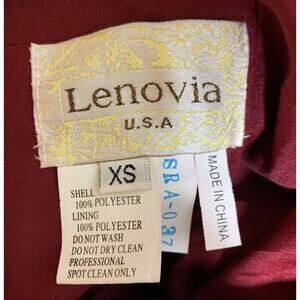 Lenovia
U.S.A
XS
SHELL
100% POLYESTER
LINING
100% POLYESTER
DO NOT WASH
DO NOT DRY CLEAN
PROFESSIONAL
SPOT CLEAN ONLY
SRA-037
MADE IN CHINA